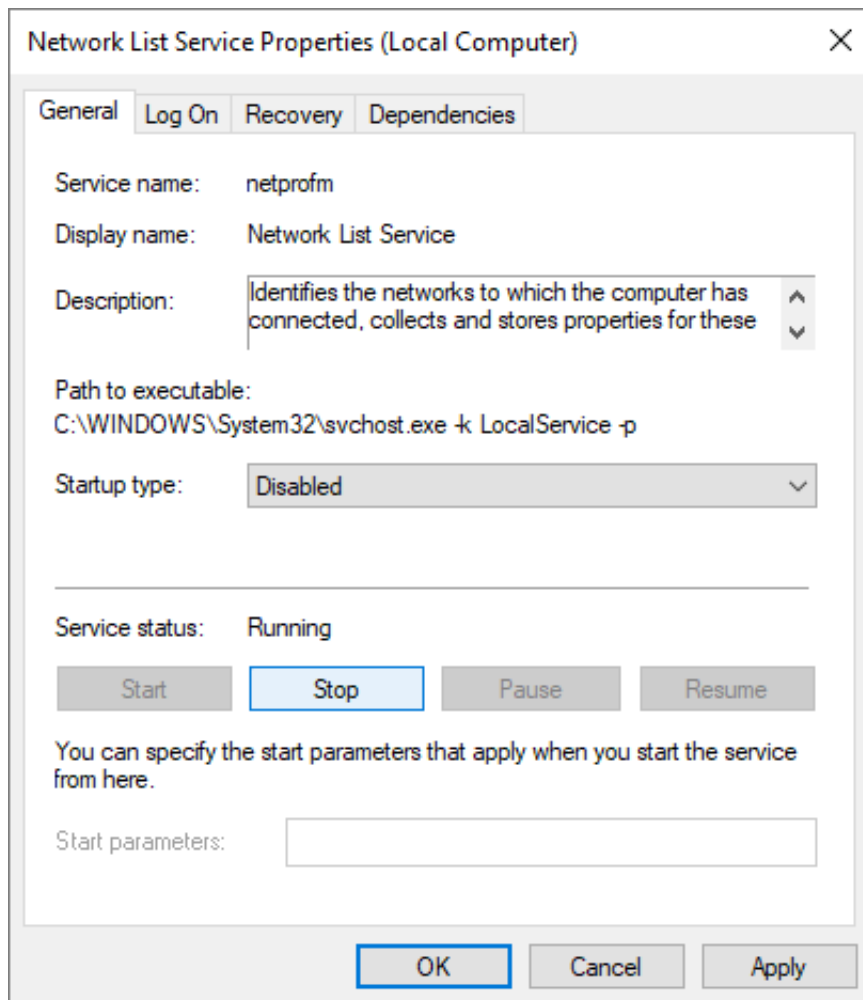 Network List Service Properties (Local Computer)
General Log On Recovery Dependencies
Service name: netprofm
Display name: Network List Service
Description: Identifies the networks to which the computer has
connected, collects and stores properties for these
Path to executable:
C:\WINDOWS\System32\svchost.exe -k LocalService -p
Startup type: Disabled
Service status: Running
Start Stop Pause Resume
You can specify the start parameters that apply when you start the service
from here.
Start parameters:
OK Cancel Apply